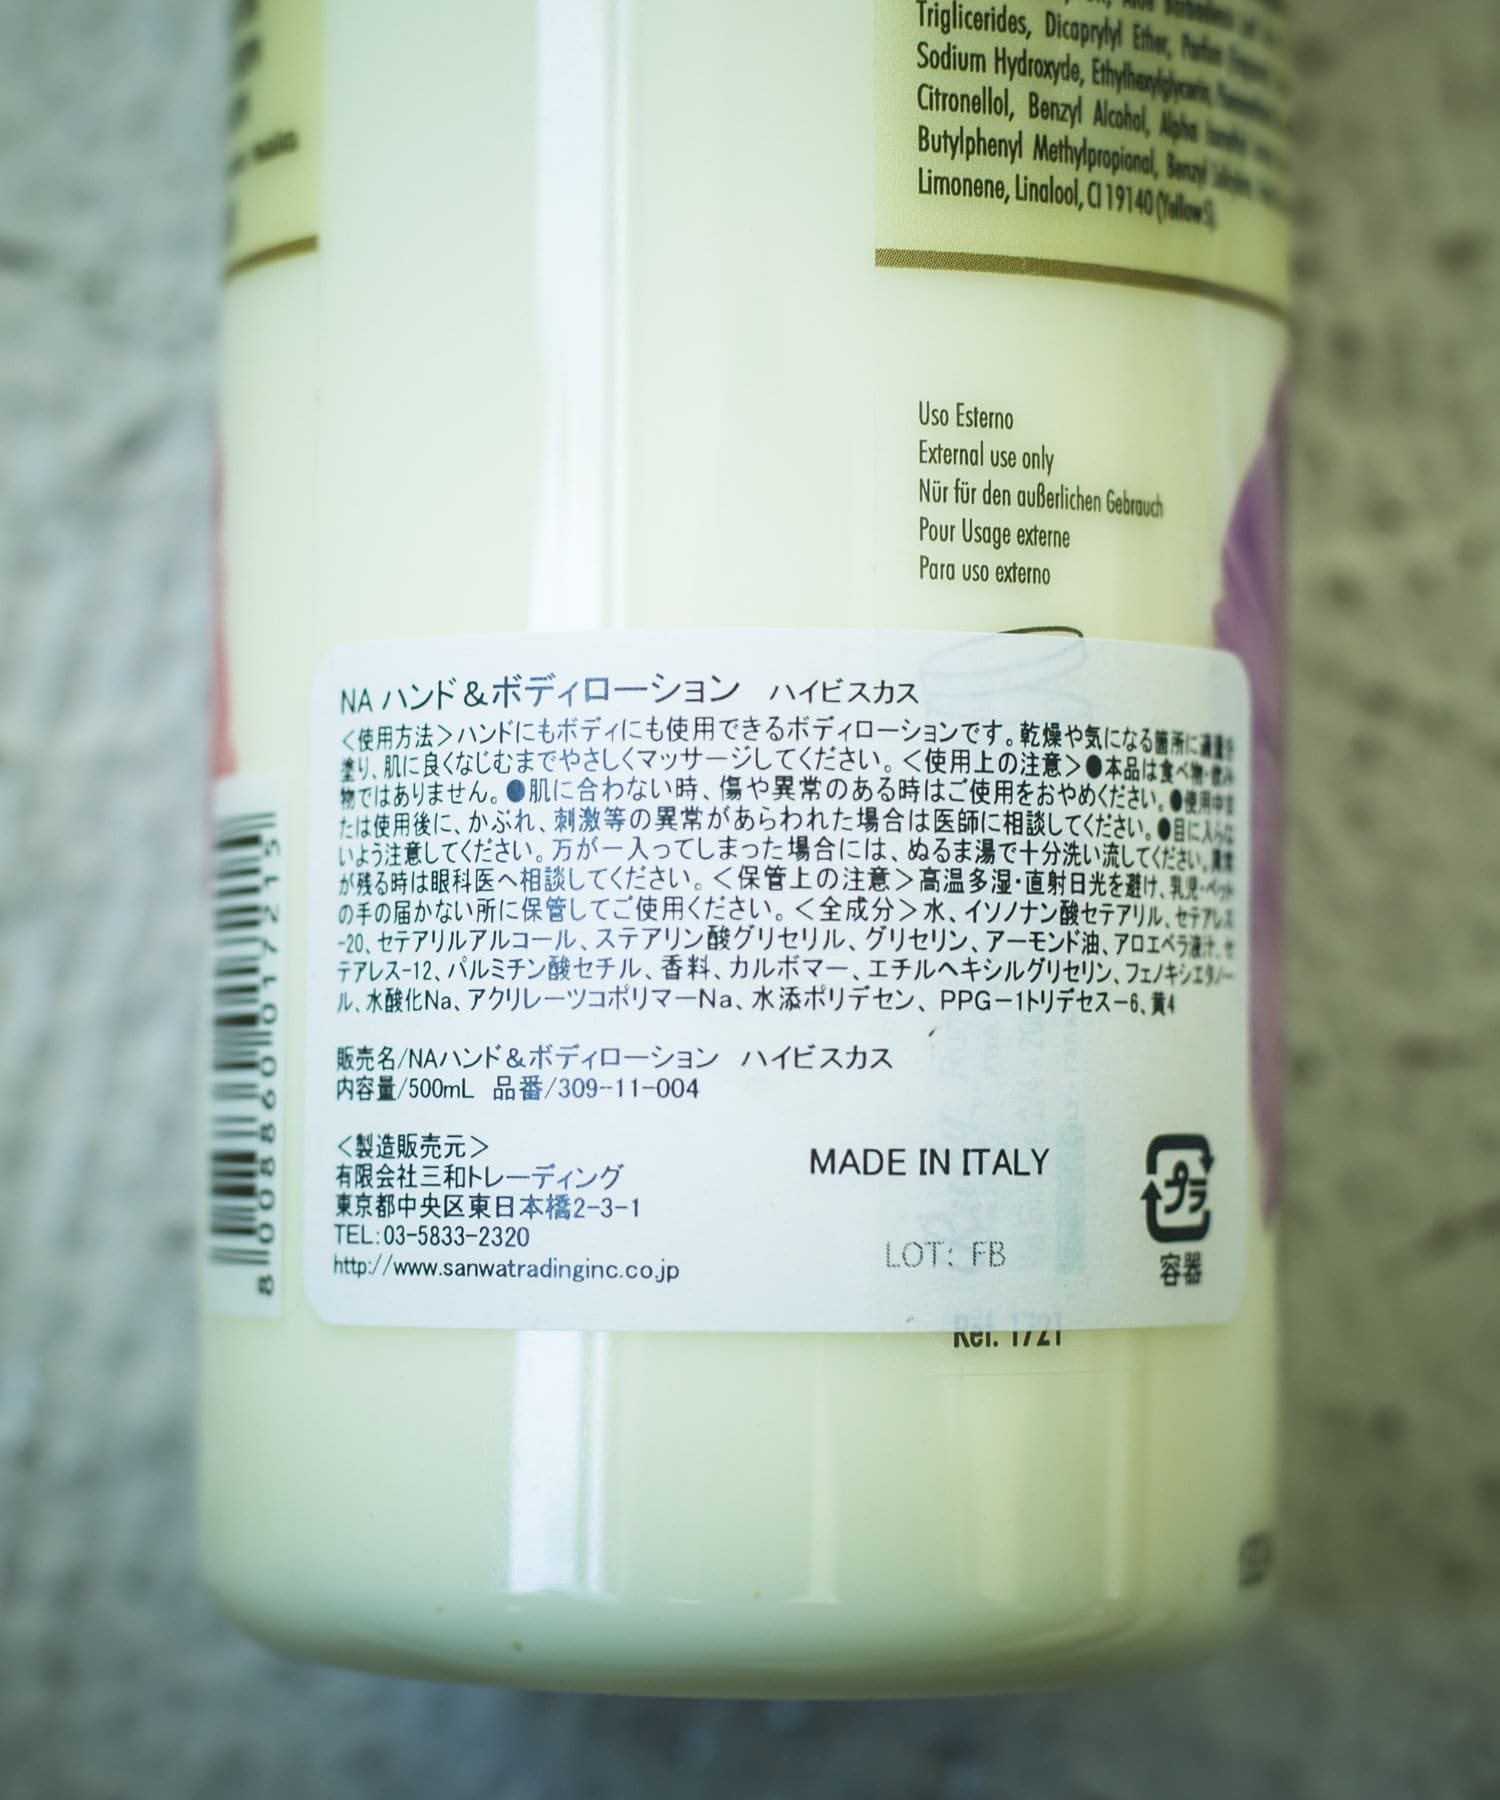 Triglicerides, Dicaprylyl Ether, Parfum
Sodium Hydroxyde, Ethylhexylglycerin,
Citronellol, Benzyl Alcohol, Alpha
Butylphenyl Methylpropional, Benzyl
Limonene, Linalool, CI 19140 (Yellow 5).
Uso Esterno
External use only
Nür für den außerlichen Gebrauch
Pour Usage externe
Para uso externo
NA ハンド&ボディローション ハイビスカス
<使用方法>ハンドにもボディにも使用できるボディローションです。乾燥や気になる箇所に適量を
塗り、肌に良くなじむまでやさしくマッサージしてください。<使用上の注意>●本品は食べ物・飲み
物ではありません。●肌に合わない時、傷や異常のある時はご使用をおやめください。●使用中ま
たは使用後に、かぶれ、刺激等の異常があらわれた場合は医師に相談してください。●目に入らな
いよう注意してください。万が一入ってしまった場合には、ぬるま湯で十分洗い流してください。異常
が残る時は眼科医へ相談してください。<保管上の注意>高温多湿・直射日光を避け、乳児・ペット
の手の届かない所に保管してご使用ください。<全成分>水、イソノナン酸セテアリル、セテアレス
-20、セテアリルアルコール、ステアリン酸グリセリル、グリセリン、アーモンド油、アロエベラ液汁、セ
テアレス-12、パルミチン酸セチル、香料、カルボマー、エチルヘキシルグリセリン、フェノキシエタノー
ル、水酸化Na、アクリレーツコポリマーNa、水添ポリデセン、PPG-1トリデセス-6、黄4
販売名/NAハンド&ボディローション ハイビスカス
内容量/500mL 品番/309-11-004
<製造販売元>
有限会社三和トレーディング
東京都中央区東日本橋2-3-1
TEL:03-5833-2320
http://www.sanwatradinginc.co.jp
MADE IN ITALY
LOT: FB
プラ
容器
Ref. 1721
8008860017215